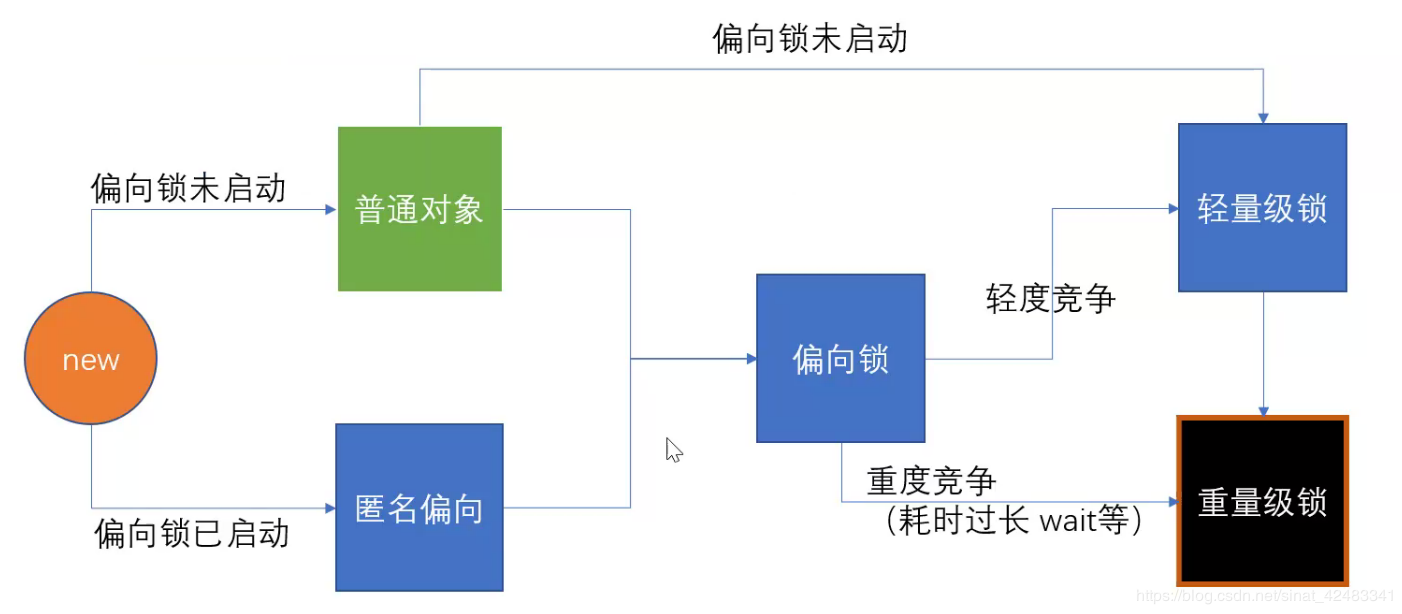 偏向锁未启动
偏向锁未启动
普通对象
轻量级锁
轻度竞争
new
偏向锁
重度竞争
(耗时过长 wait等)
匿名偏向
重量级锁
偏向锁已启动
https://blog.csdn.net/sinat_42483341